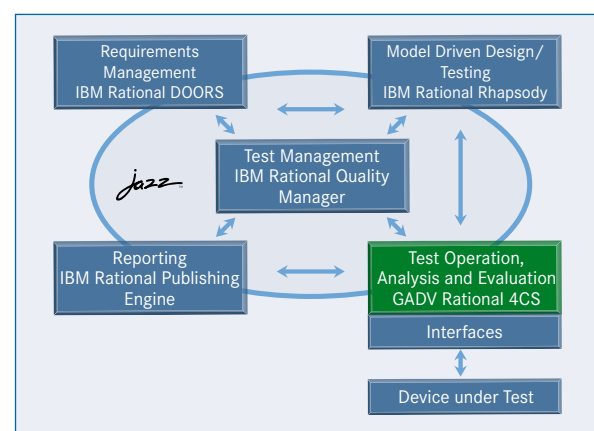 Requirements
Management
IBM Rational DOORS
Model Driven Design/
Testing
IBM Rational Rhapsody
Test Management
IBM Rational Quality
Manager
jazz
Reporting
IBM Rational Publishing
Engine
Test Operation,
Analysis and Evaluation
GADV Rational 4CS
Interfaces
Device under Test